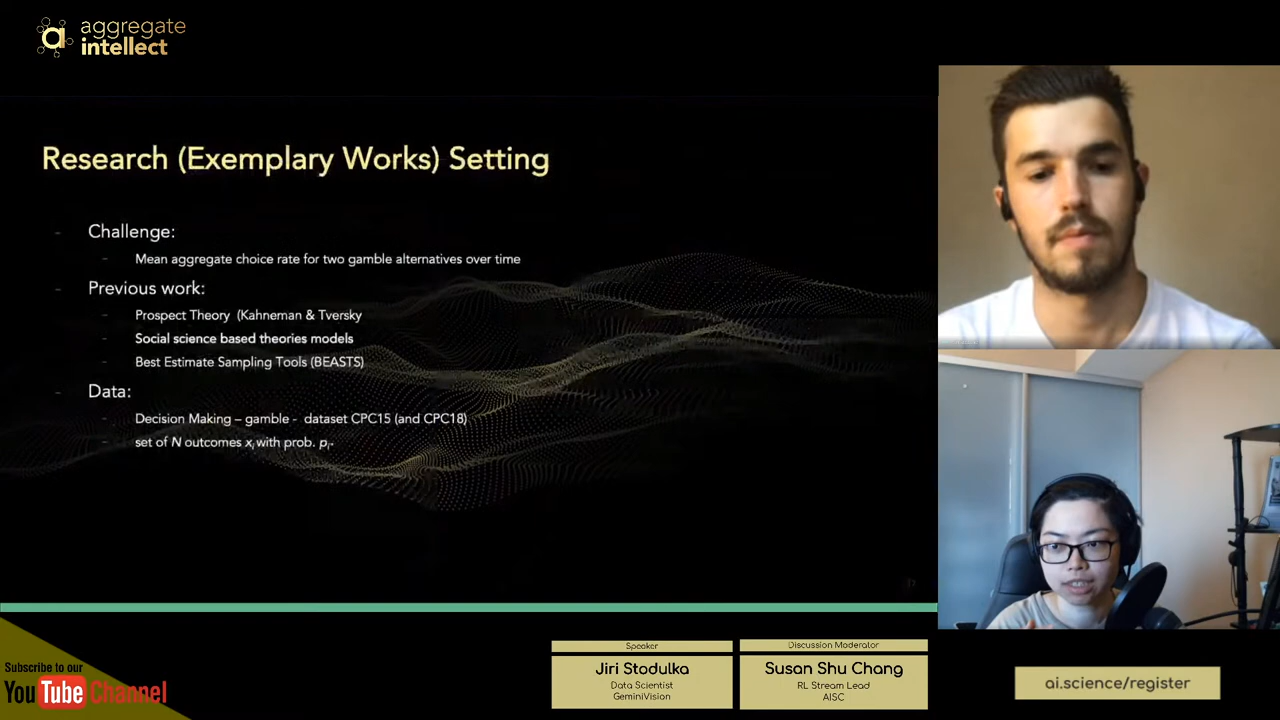 aggregate
intellect
Research (Exemplary Works) Setting
- Challenge:
- Mean aggregate choice rate for two gamble alternatives over time
- Previous work:
- Prospect Theory (Kahneman & Tversky
- Social science based theories models
- Best Estimate Sampling Tools (BEASTS)
- Data:
- Decision Making – gamble - dataset CPC15 (and CPC18)
- set of N outcomes xi with prob. pi.
Subscribe to our
YouTube Channel
Speaker
Jiri Stodulka
Data Scientist
GeminiVision
Discussion Moderator
Susan Shu Chang
RL Stream Lead
AISC
ai.science/register